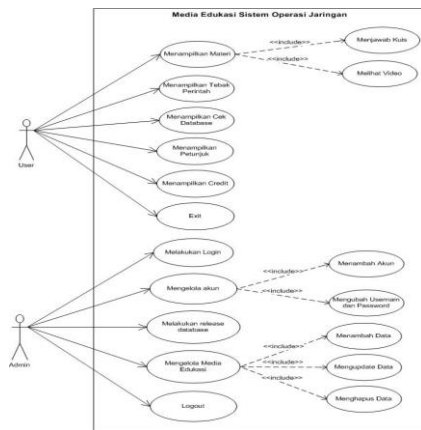 Media Edukasi Sistem Operasi Jaringan
Menampilkan Materi
<<include>>
Menjawab Kuis
<<include>>
Melihat Video
Menampilkan Tebak
Perintah
Menampilkan Cek
Database
Menampilkan
Petunjuk
Menampilkan Credit
Exit
User
Melakukan Login
Mengelola akun
<<include>>
Menambah Akun
<<include>>
Mengubah Usernam
dan Password
Melakukan release
database
Mengelola Media
Edukasi
<<include>>
Menambah Data
<<include>>
Mengupdate Data
<<include>>
Menghapus Data
Logout
Admin